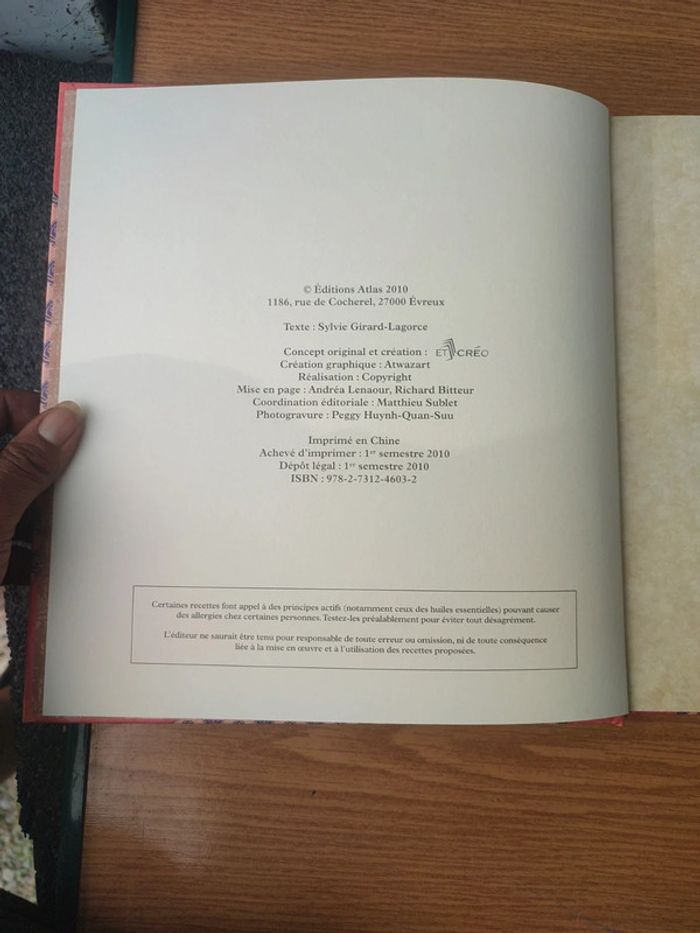 © Éditions Atlas 2010
1186, rue de Cocherel, 27000 Évreux
Texte : Sylvie Girard-Lagorce
Concept original et création : ET CRÉO
Création graphique : Atwazart
Réalisation : Copyright
Mise en page : Andréa Lenaour, Richard Bitteur
Coordination éditoriale : Matthieu Sublet
Photogravure : Peggy Huynh-Quan-Suu
Imprimé en Chine
Achevé d'imprimer : 1er semestre 2010
Dépôt légal : 1er semestre 2010
ISBN : 978-2-7312-4603-2
Certaines recettes font appel à des principes actifs (notamment ceux des huiles essentielles) pouvant causer
des allergies chez certaines personnes. Testez-les préalablement pour éviter tout désagrément.
L'éditeur ne saurait être tenu pour responsable de toute erreur ou omission, ni de toute conséquence
liée à la mise en œuvre et à l'utilisation des recettes proposées.